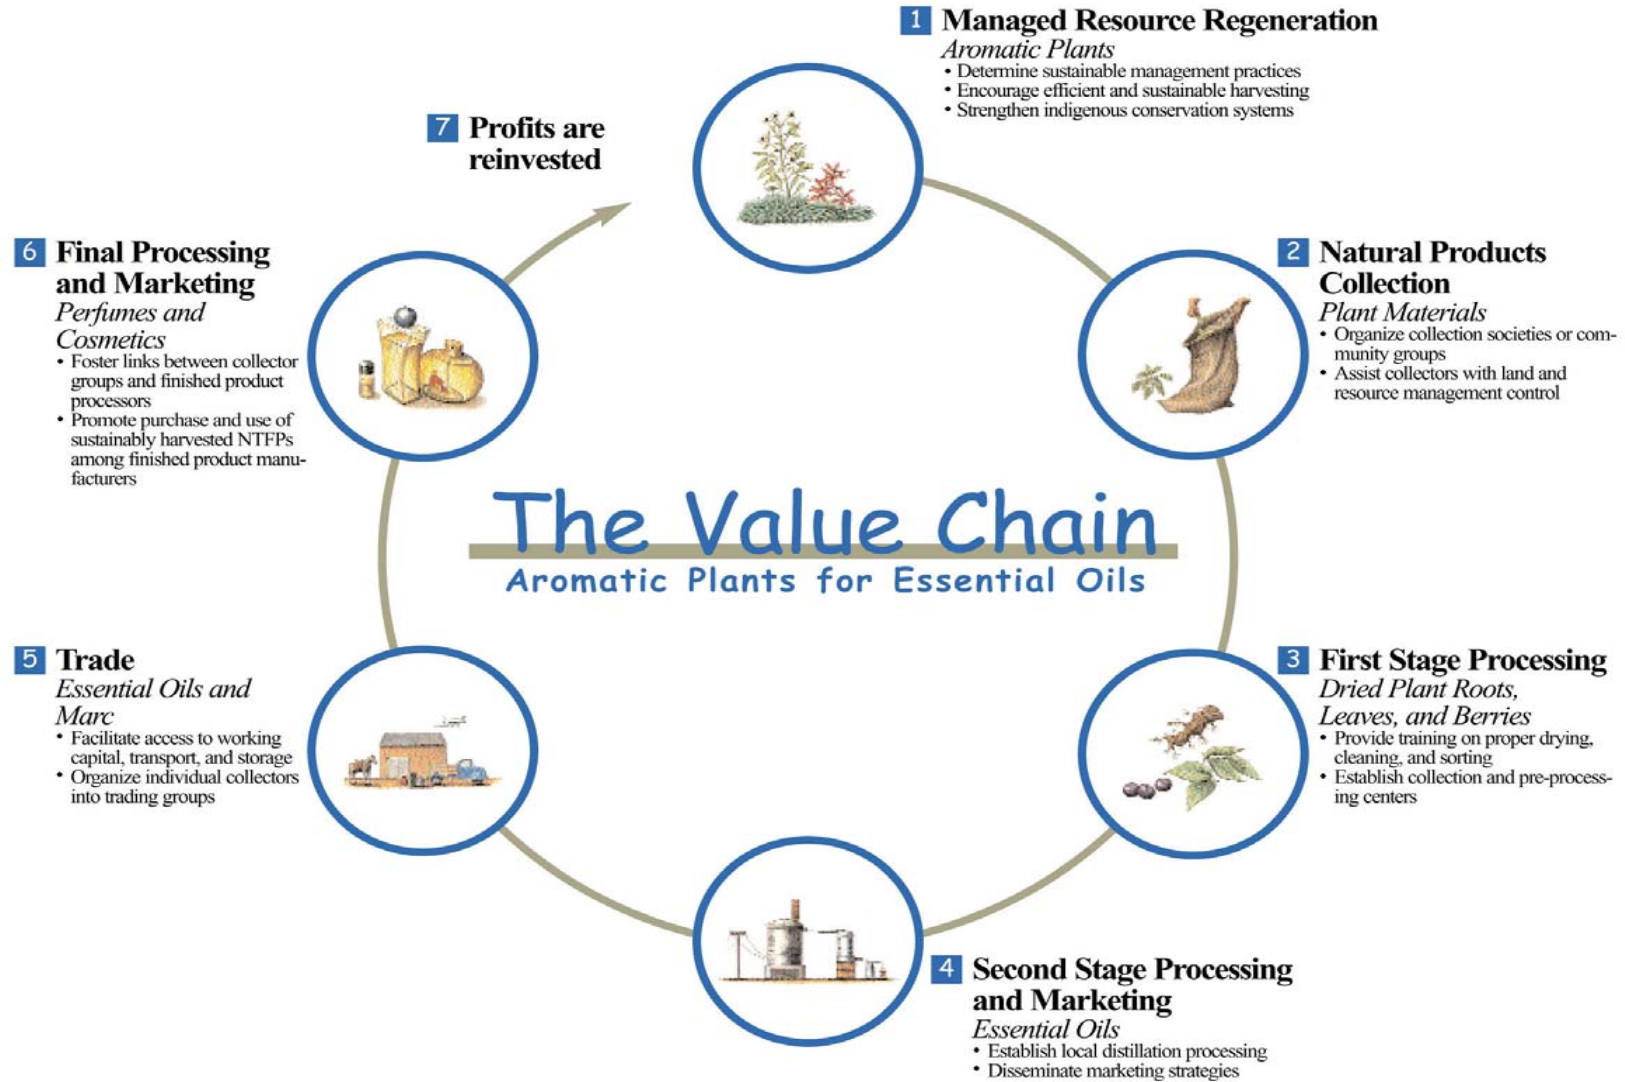 1 Managed Resource Regeneration
Aromatic Plants
• Determine sustainable management practices
• Encourage efficient and sustainable harvesting
• Strengthen indigenous conservation systems
2 Natural Products
Collection
Plant Materials
• Organize collection societies or com-
munity groups
• Assist collectors with land and
resource management control
3 First Stage Processing
Dried Plant Roots,
Leaves, and Berries
• Provide training on proper drying,
cleaning, and sorting
• Establish collection and pre-process-
ing centers
4 Second Stage Processing
and Marketing
Essential Oils
• Establish local distillation processing
• Disseminate marketing strategies
5 Trade
Essential Oils and
Marc
• Facilitate access to working
capital, transport, and storage
• Organize individual collectors
into trading groups
6 Final Processing
and Marketing
Perfumes and
Cosmetics
• Foster links between collector
groups and finished product
processors
• Promote purchase and use of
sustainably harvested NTFPs
among finished product manu-
facturers
7 Profits are
reinvested
The Value Chain
Aromatic Plants for Essential Oils